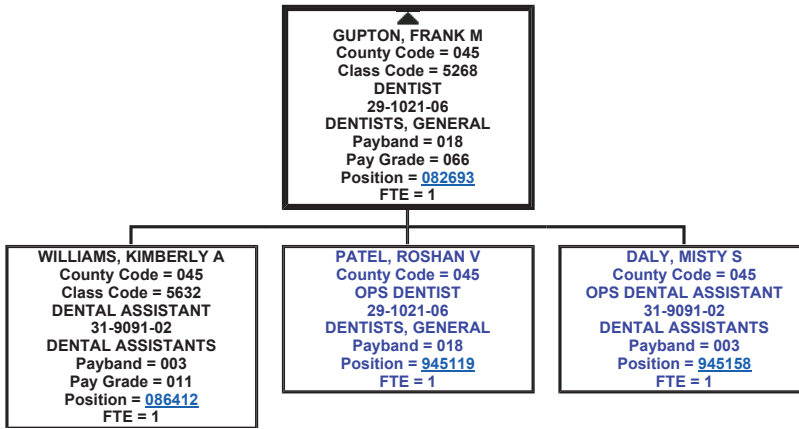 GUPTON, FRANK M
County Code = 045
Class Code = 5268
DENTIST
29-1021-06
DENTISTS, GENERAL
Payband = 018
Pay Grade = 066
Position = 082693
FTE = 1
WILLIAMS, KIMBERLY A
County Code = 045
Class Code = 5632
DENTAL ASSISTANT
31-9091-02
DENTAL ASSISTANTS
Payband = 003
Pay Grade = 011
Position = 086412
FTE = 1
PATEL, ROSHAN V
County Code = 045
OPS DENTIST
29-1021-06
DENTISTS, GENERAL
Payband = 018
Position = 945119
FTE = 1
DALY, MISTY S
County Code = 045
OPS DENTAL ASSISTANT
31-9091-02
DENTAL ASSISTANTS
Payband = 003
Position = 945158
FTE = 1